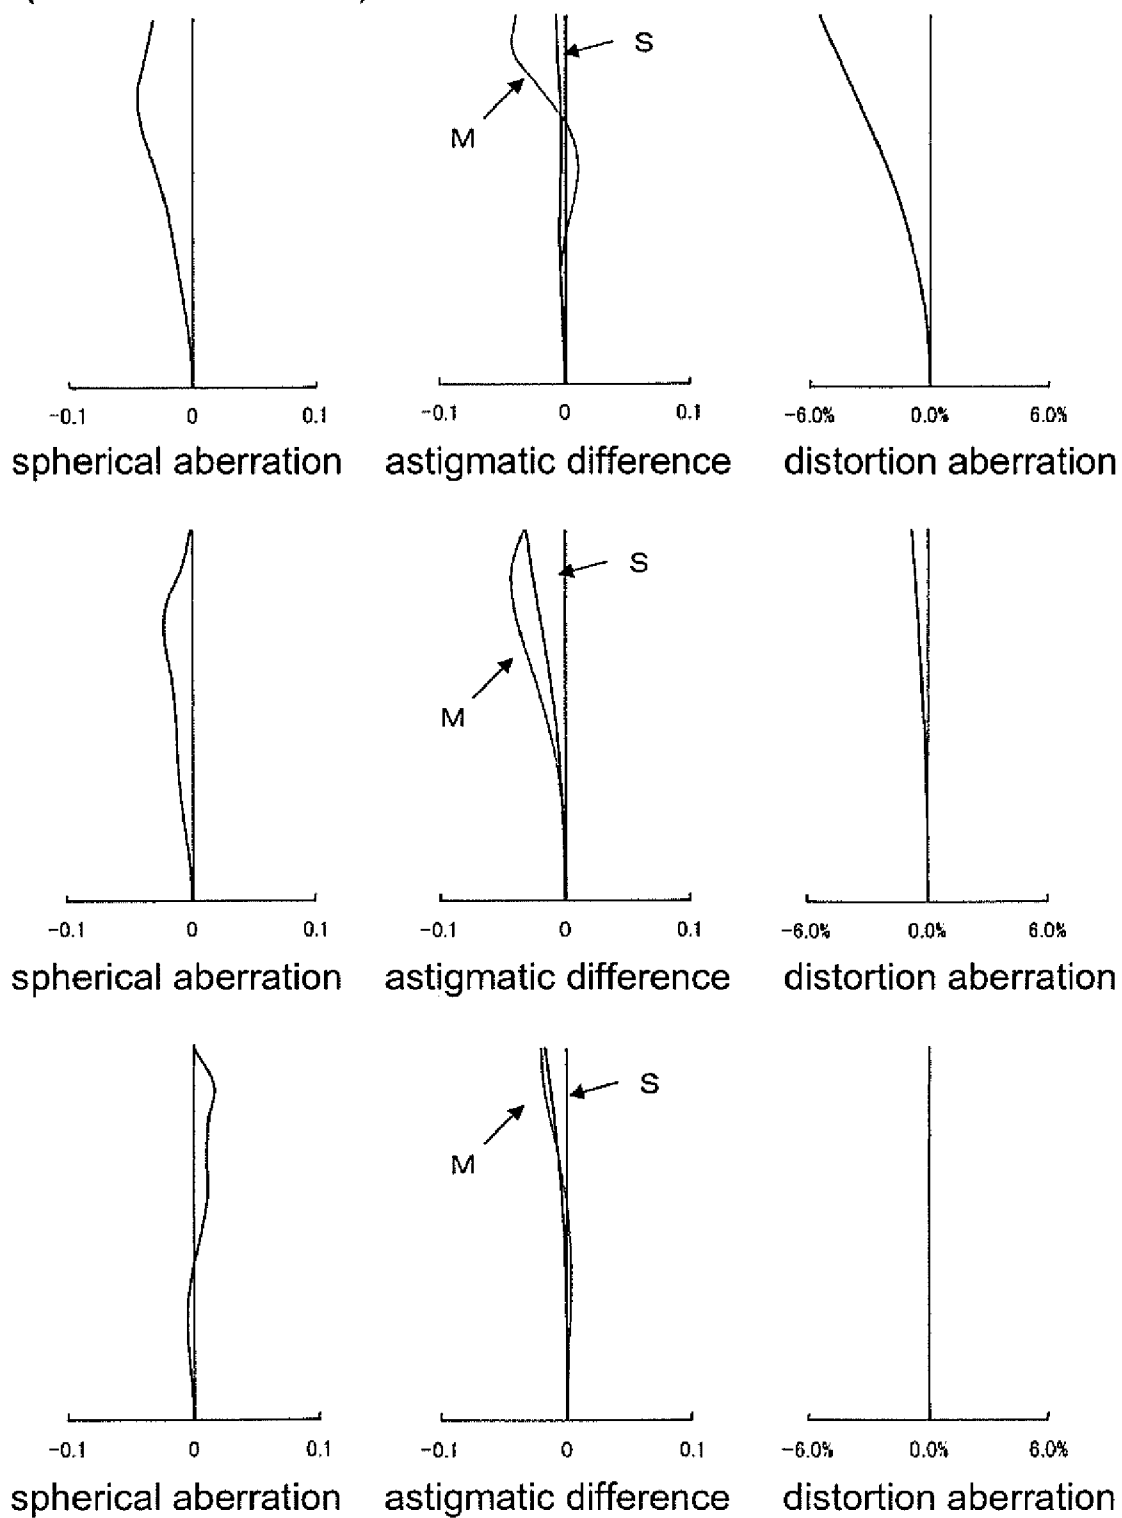 S
M
-0.1 0 0.1 -0.1 0 0.1 -6.0% 0.0% 6.0%
spherical aberration astigmatic difference distortion aberration
S
M
-0.1 0 0.1 -0.1 0 0.1 -6.0% 0.0% 6.0%
spherical aberration astigmatic difference distortion aberration
S
M
-0.1 0 0.1 -0.1 0 0.1 -6.0% 0.0% 6.0%
spherical aberration astigmatic difference distortion aberration